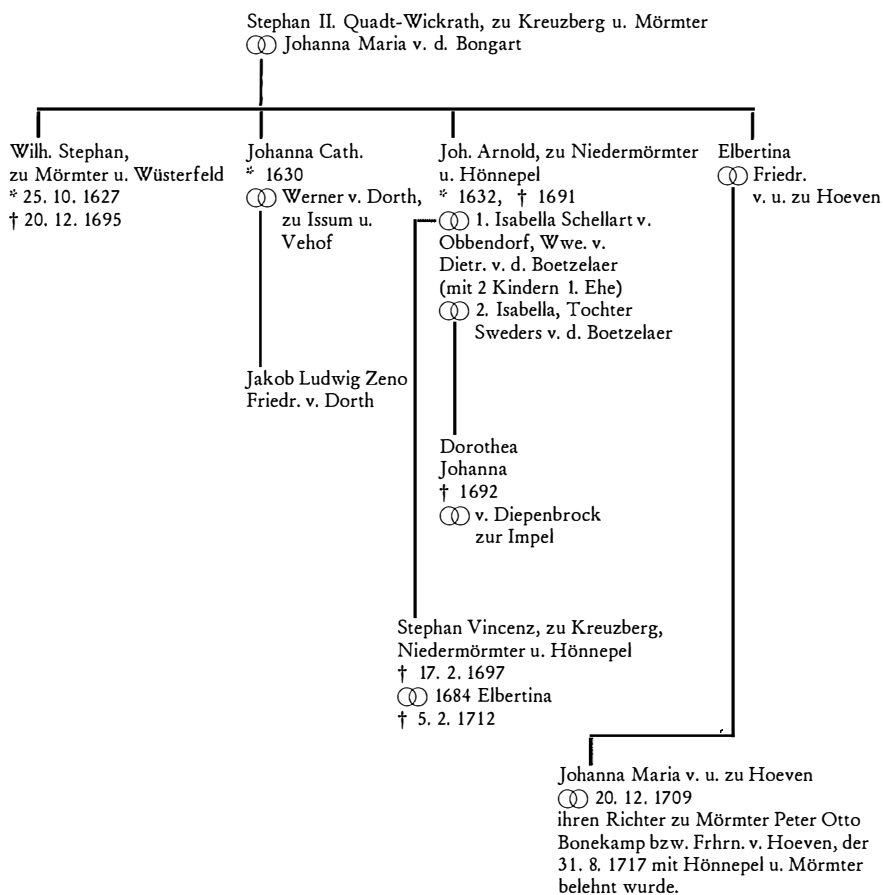 Stephan II. Quadt-Wickrath, zu Kreuzberg u. Mörmter
⚭ Johanna Maria v. d. Bongart
Wilh. Stephan,
zu Mörmter u. Wüsterfeld
* 25. 10. 1627
† 20. 12. 1695
Johanna Cath.
* 1630
⚭ Werner v. Dorth,
zu Issum u.
Vehof
Jakob Ludwig Zeno
Friedr. v. Dorth
Joh. Arnold, zu Niedermörmter
u. Hönnepel
* 1632, † 1691
⚭ 1. Isabella Schellart v.
Obbendorf, Wwe. v.
Dietr. v. d. Boetzelaer
(mit 2 Kindern 1. Ehe)
⚭ 2. Isabella, Tochter
Sweders v. d. Boetzelaer
Dorothea
Johanna
† 1692
⚭ v. Diepenbrock
zur Impel
Stephan Vincenz, zu Kreuzberg,
Niedermörmter u. Hönnepel
† 17. 2. 1697
⚭ 1684 Elbertina
† 5. 2. 1712
Elbertina
⚭ Friedr.
v. u. zu Hoeven
Johanna Maria v. u. zu Hoeven
⚭ 20. 12. 1709
ihren Richter zu Mörmter Peter Otto
Bonekamp bzw. Frhrn. v. Hoeven, der
31. 8. 1717 mit Hönnepel u. Mörmter
belehnt wurde.